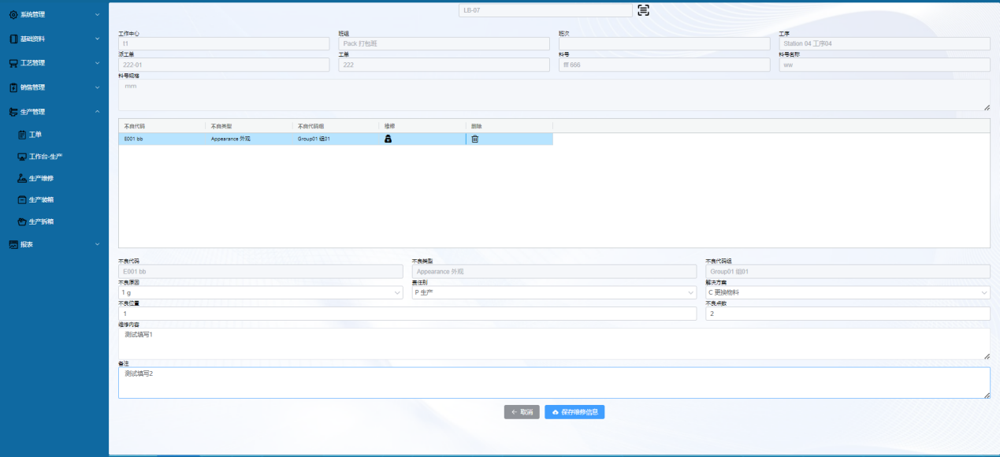 系统管理
基础资料
工艺管理
销售管理
生产管理
工单
工作台-生产
生产维修
生产装箱
生产拆箱
报表
LB-07
工作中心 班组 班次 工序
t1 Pack 打包班 Station 04 工序04
派工单 工单 料号 料号名称
222-01 222 fff 666 ww
料号规格
mm
不良代码 不良类型 不良代码组 维修 删除
E001 bb Appearance 外观 Group01 组01
不良代码 不良类型 不良代码组
E001 bb Appearance 外观 Group01 组01
不良原因 责任别 解决方案
1 g P 生产 C 更换物料
不良位置 不良点数
1 2
维修内容
测试填写1
备注
测试填写2
取消 保存维修信息